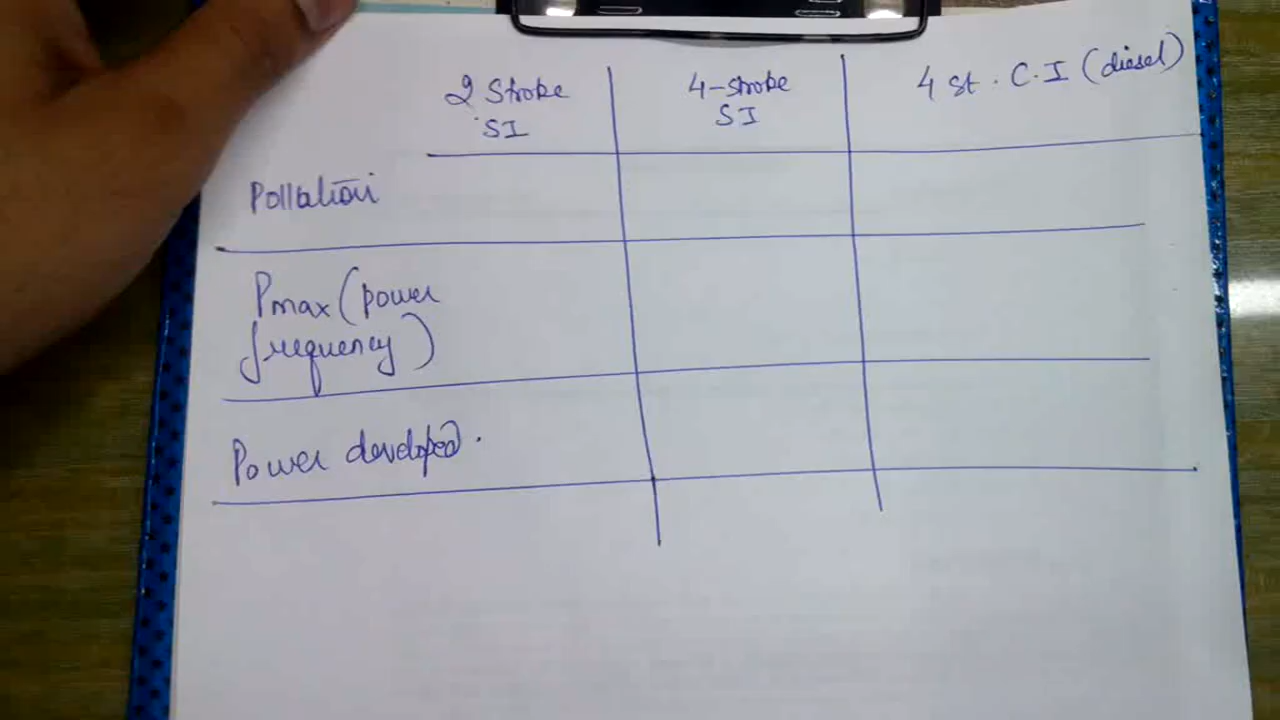 2 Stroke
SI
4-stroke
SI
4 st. C.I (diesel)
Pollution
Pmax (power
frequency)
Power developed.